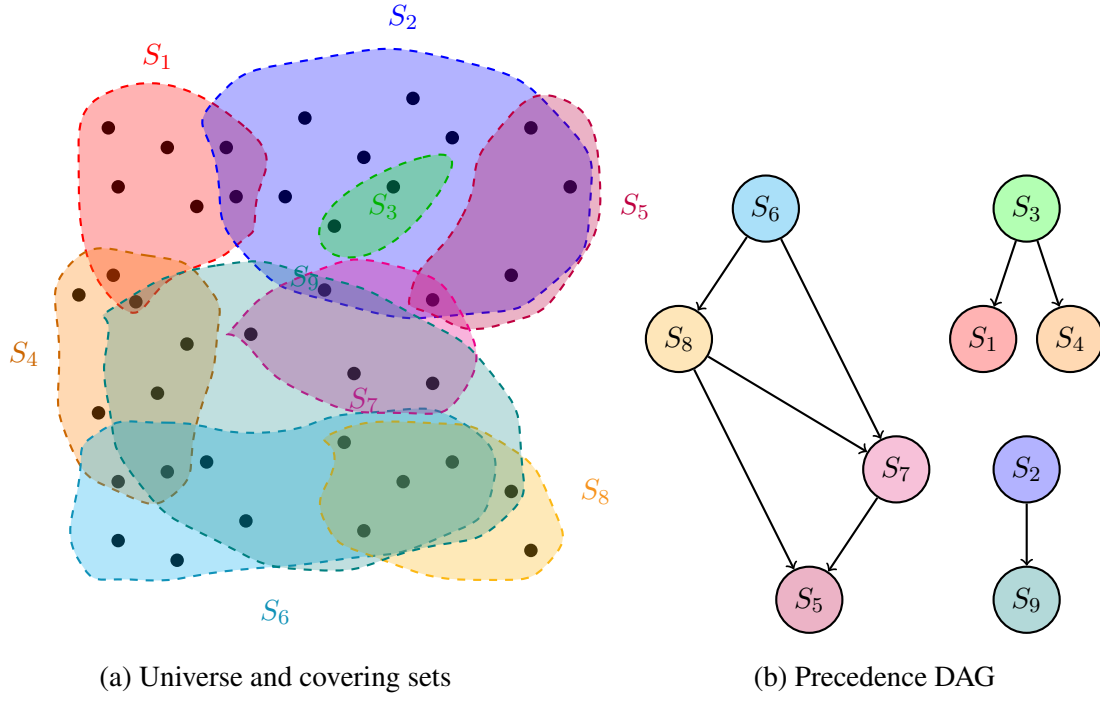 S1
S2
S3
S5
S9
S4
S7
S8
S6
(a) Universe and covering sets
S6
S3
S8
S1
S4
S7
S2
S5
S9
(b) Precedence DAG